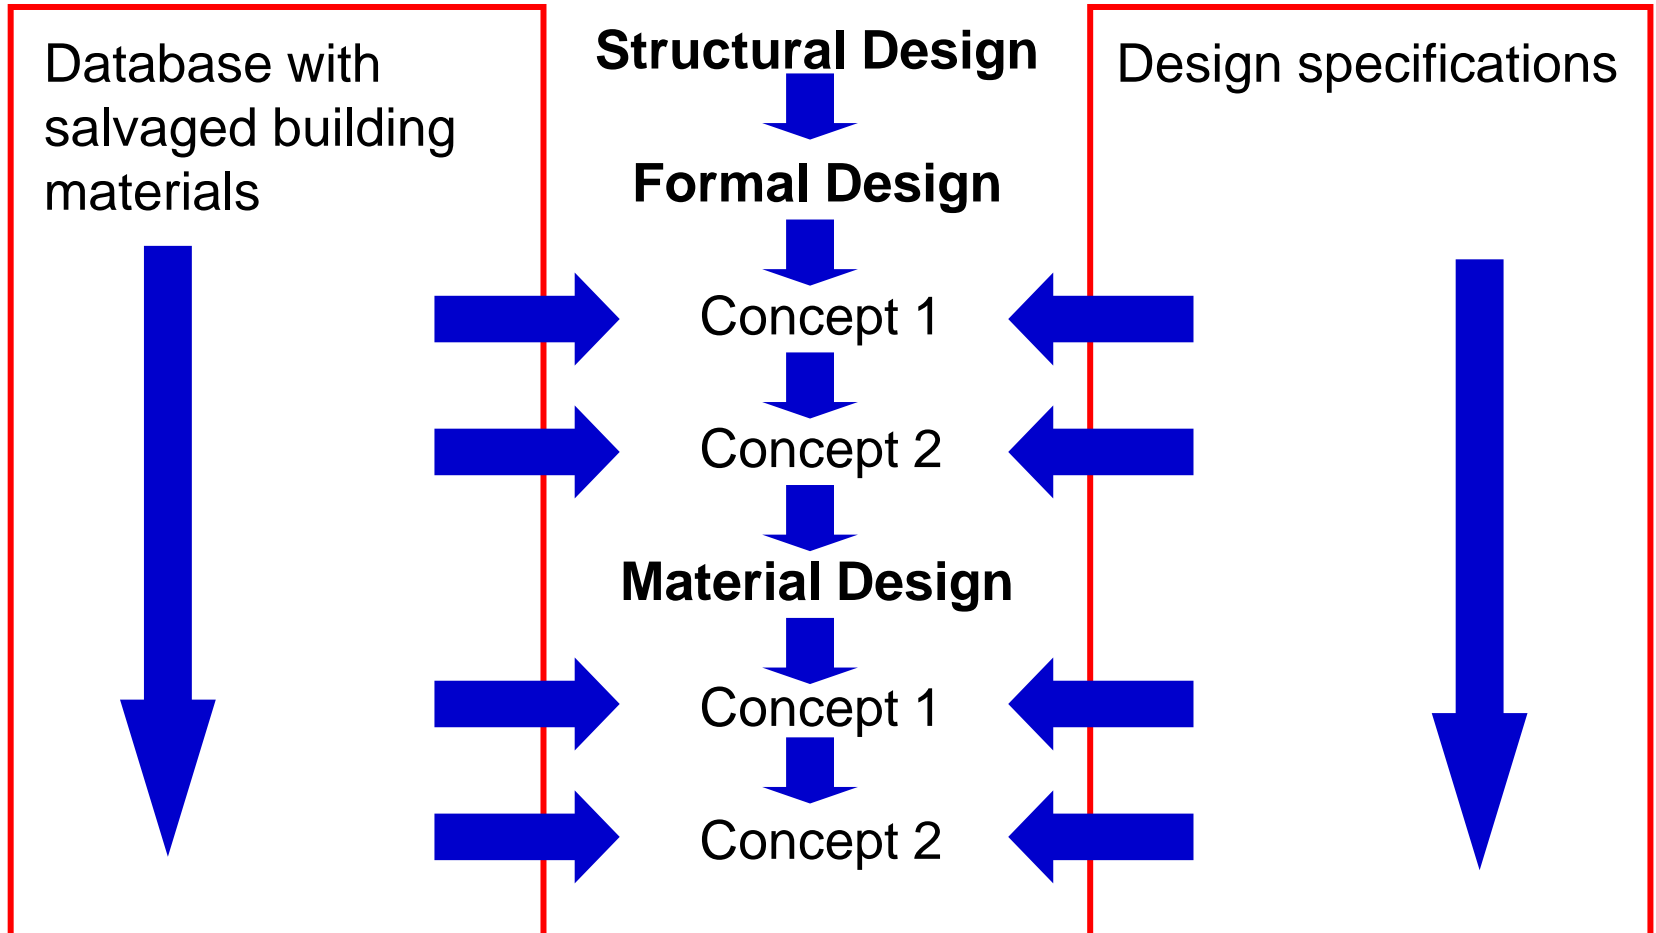 Database with
salvaged building
materials
Structural Design
Formal Design
Concept 1
Concept 2
Material Design
Concept 1
Concept 2
Design specifications